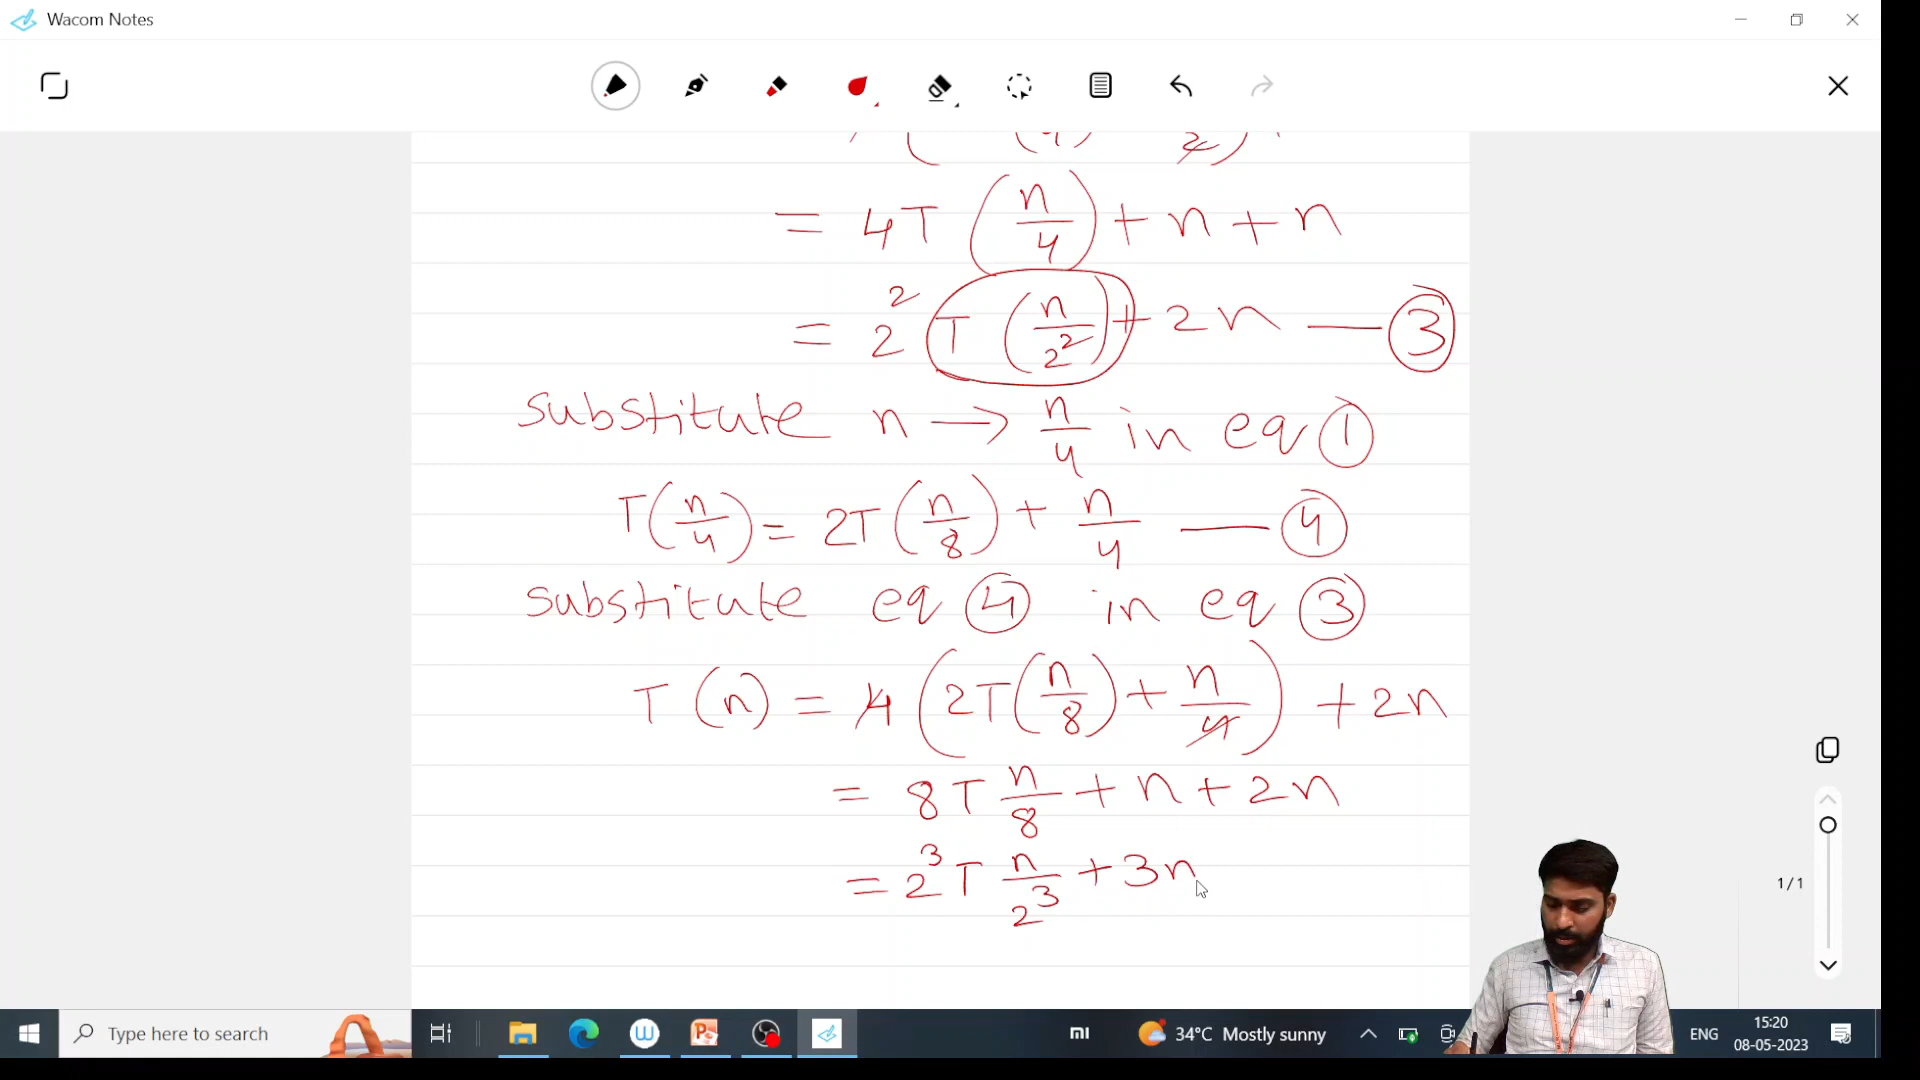 Wacom Notes
= 4T (n/4) + n + n
= 2² T (n/2²) + 2n — ③
substitute n → n/4 in eq ①
T(n/4) = 2T(n/8) + n/4 — ④
substitute eq ④ in eq ③
T (n) = 4 (2T(n/8) + n/4) + 2n
= 8T n/8 + n + 2n
= 2³ T n/2³ + 3n
1/1
Type here to search
mı
34°C Mostly sunny
ENG
15:20
08-05-2023